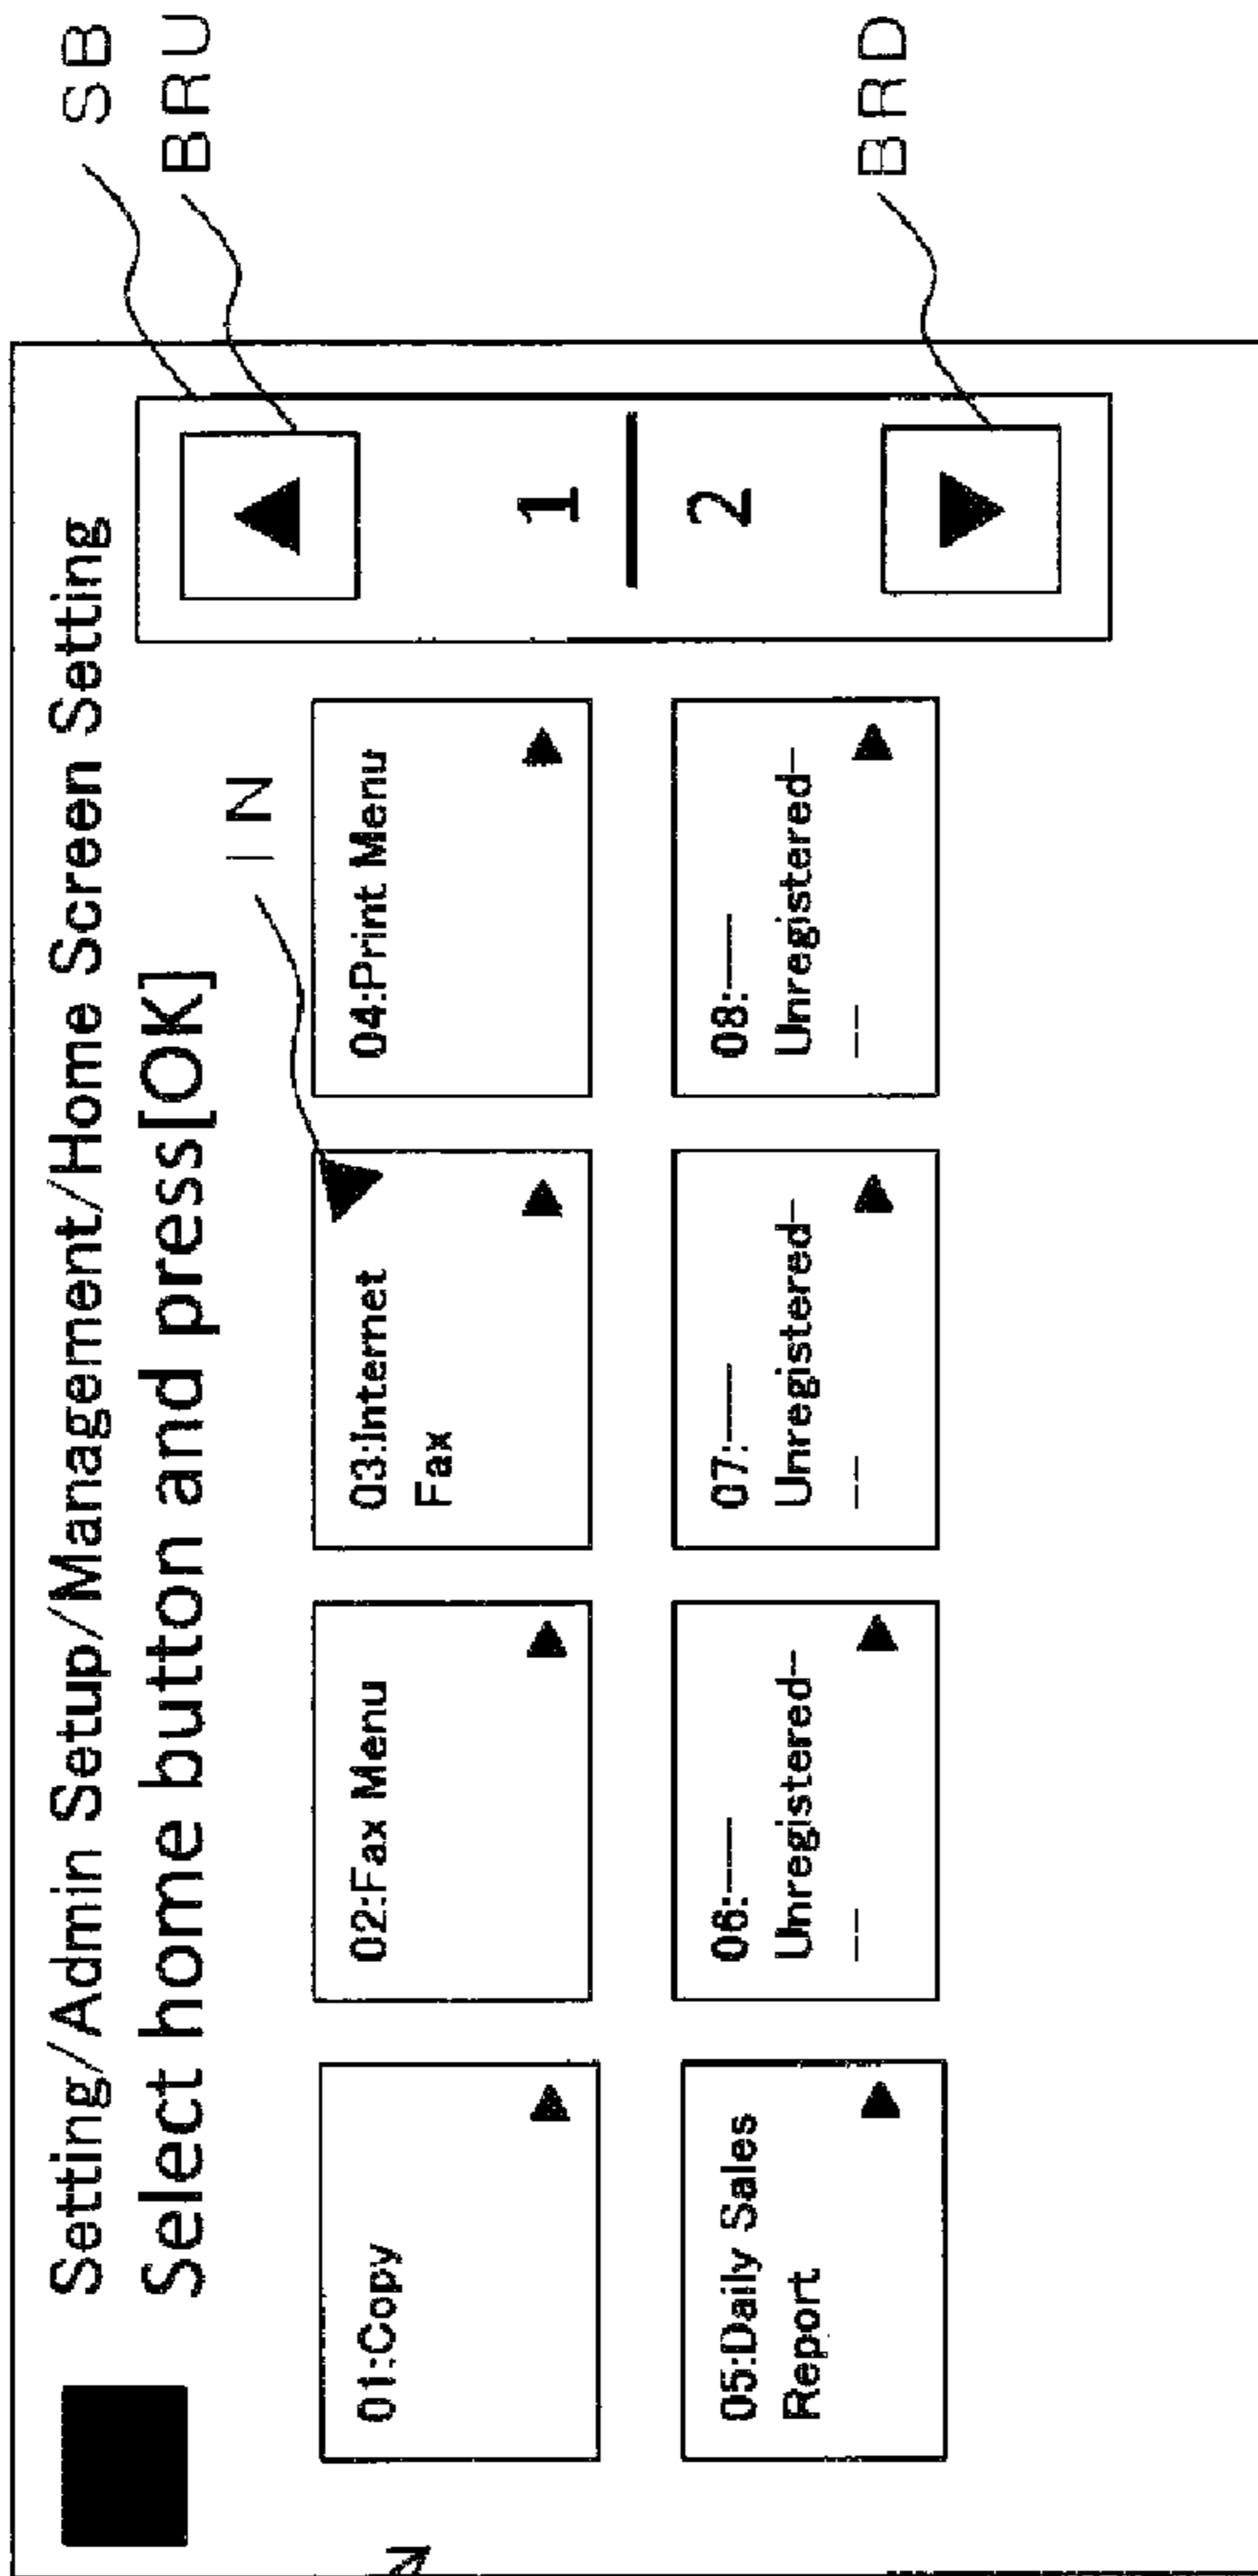 SB
BRU
Setting/Admin Setup/Management/Home Screen Setting
Select home button and press[OK]
IN
01:Copy
02:Fax Menu
03:Internet
Fax
04:Print Menu
1
2
05:Daily Sales
Report
06:——
Unregistered-
——
07:——
Unregistered-
——
08:——
Unregistered-
——
BRD